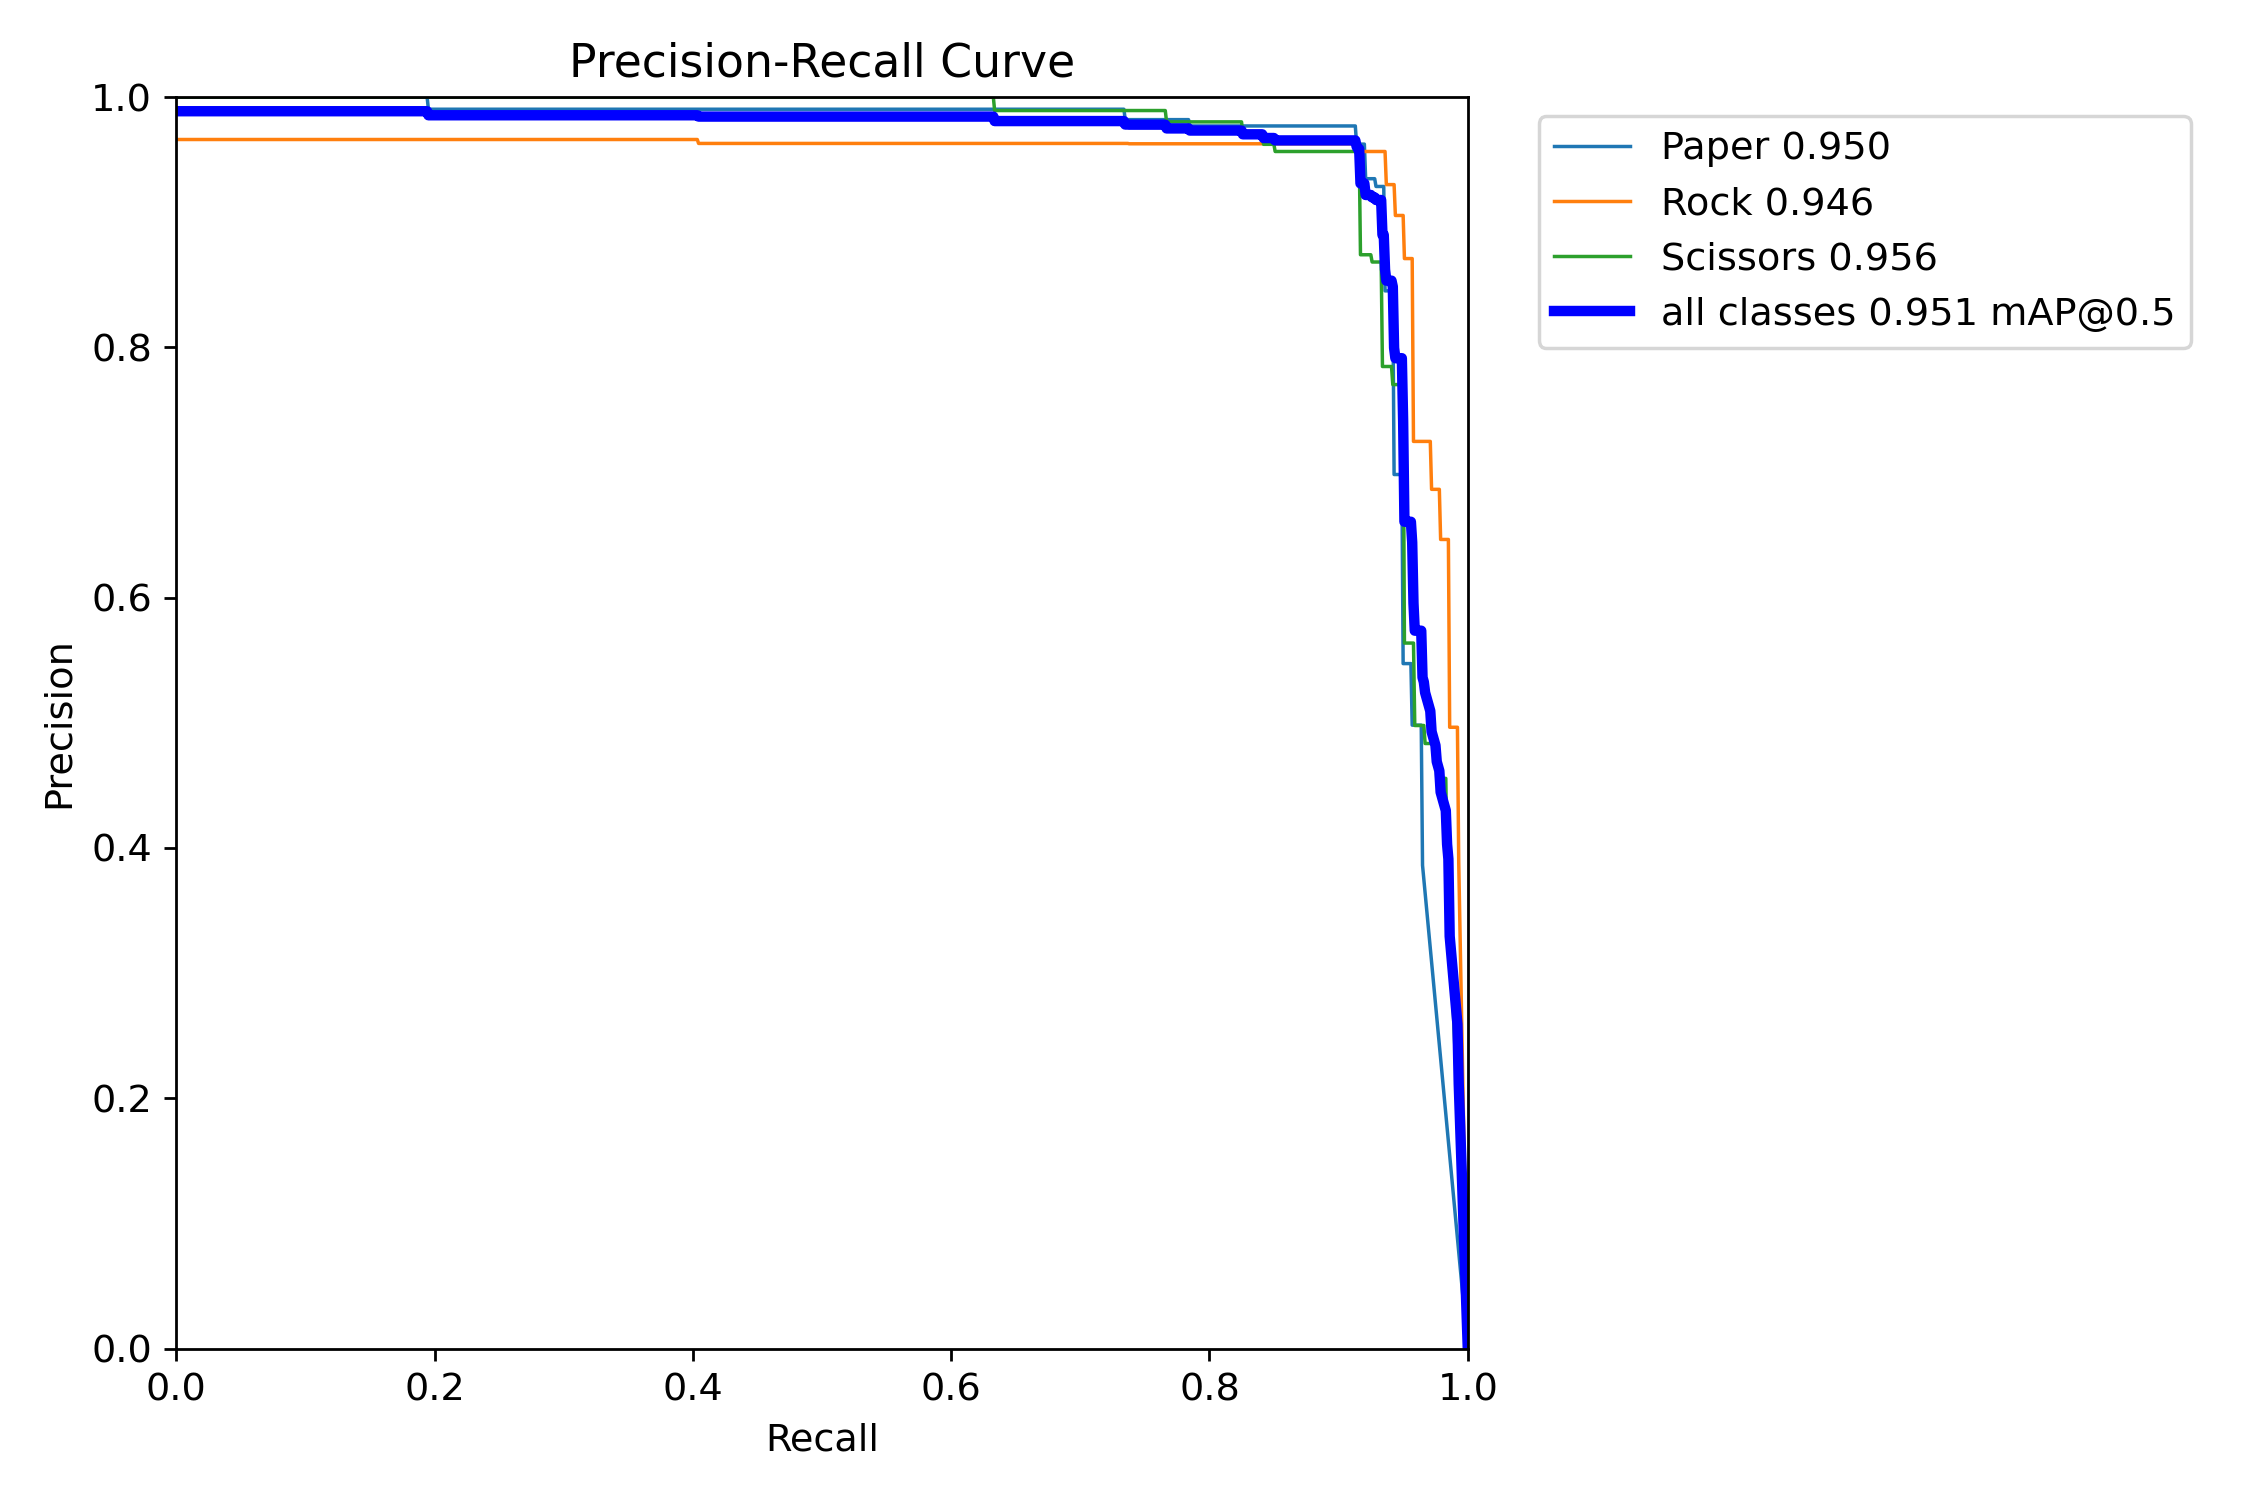 Precision-Recall Curve
1.0
0.8
0.6
0.4
0.2
0.0
Precision
0.0 0.2 0.4 0.6 0.8 1.0
Recall
Paper 0.950
Rock 0.946
Scissors 0.956
all classes 0.951 mAP@0.5